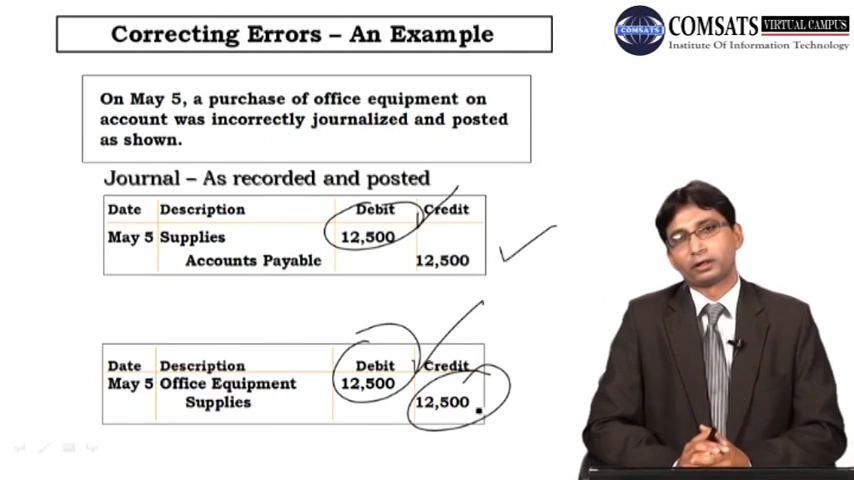 Correcting Errors – An Example
COMSATS
COMSATS VIRTUAL CAMPUS
Institute Of Information Technology
On May 5, a purchase of office equipment on
account was incorrectly journalized and posted
as shown.
Journal – As recorded and posted
Date Description Debit Credit
May 5 Supplies 12,500
Accounts Payable 12,500
Date Description Debit Credit
May 5 Office Equipment 12,500
Supplies 12,500